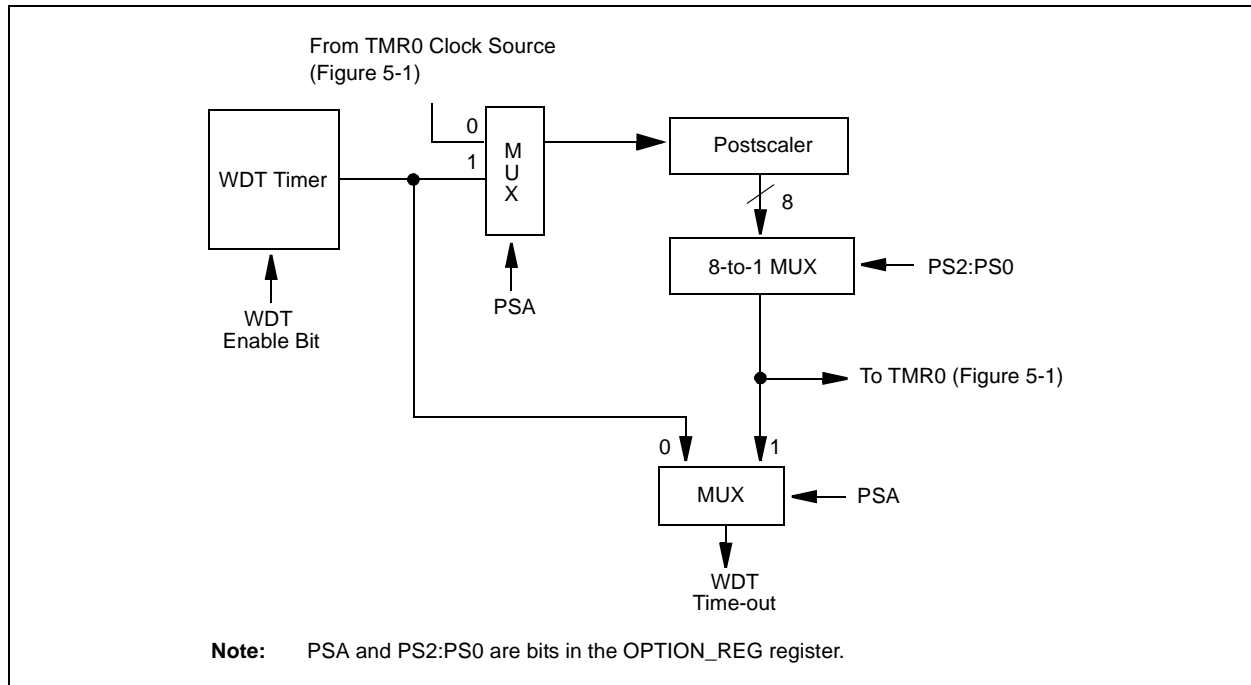 From TMR0 Clock Source
(Figure 5-1)
0
1
M
U
X
WDT Timer
Postscaler
8
8-to-1 MUX
PS2:PS0
PSA
WDT
Enable Bit
To TMR0 (Figure 5-1)
0
1
MUX
PSA
WDT
Time-out
Note: PSA and PS2:PS0 are bits in the OPTION_REG register.